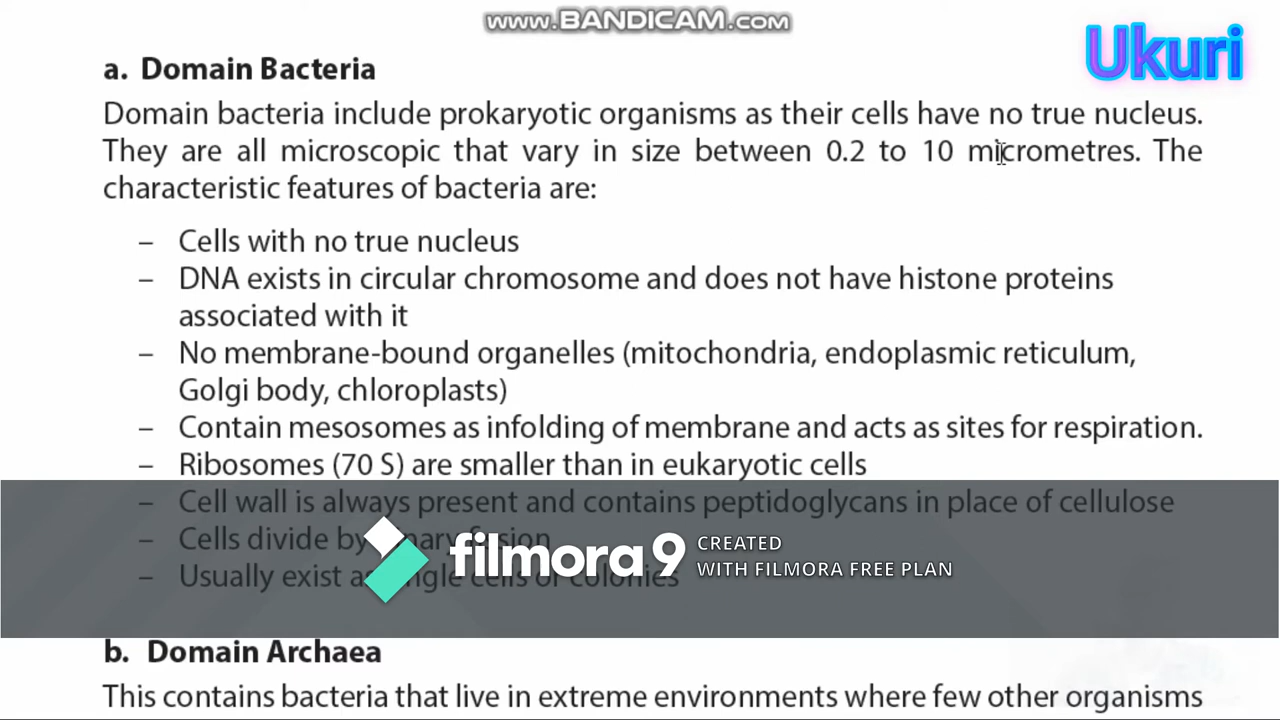 www.BANDICAM.com
Ukuri
a. Domain Bacteria
Domain bacteria include prokaryotic organisms as their cells have no true nucleus.
They are all microscopic that vary in size between 0.2 to 10 micrometres. The
characteristic features of bacteria are:
– Cells with no true nucleus
– DNA exists in circular chromosome and does not have histone proteins
associated with it
– No membrane-bound organelles (mitochondria, endoplasmic reticulum,
Golgi body, chloroplasts)
– Contain mesosomes as infolding of membrane and acts as sites for respiration.
– Ribosomes (70 S) are smaller than in eukaryotic cells
– Cell wall is always present and contains peptidoglycans in place of cellulose
– Cells divide by
– Usually exist cells or colonies
filmora9 CREATED
WITH FILMORA FREE PLAN
b. Domain Archaea
This contains bacteria that live in extreme environments where few other organisms